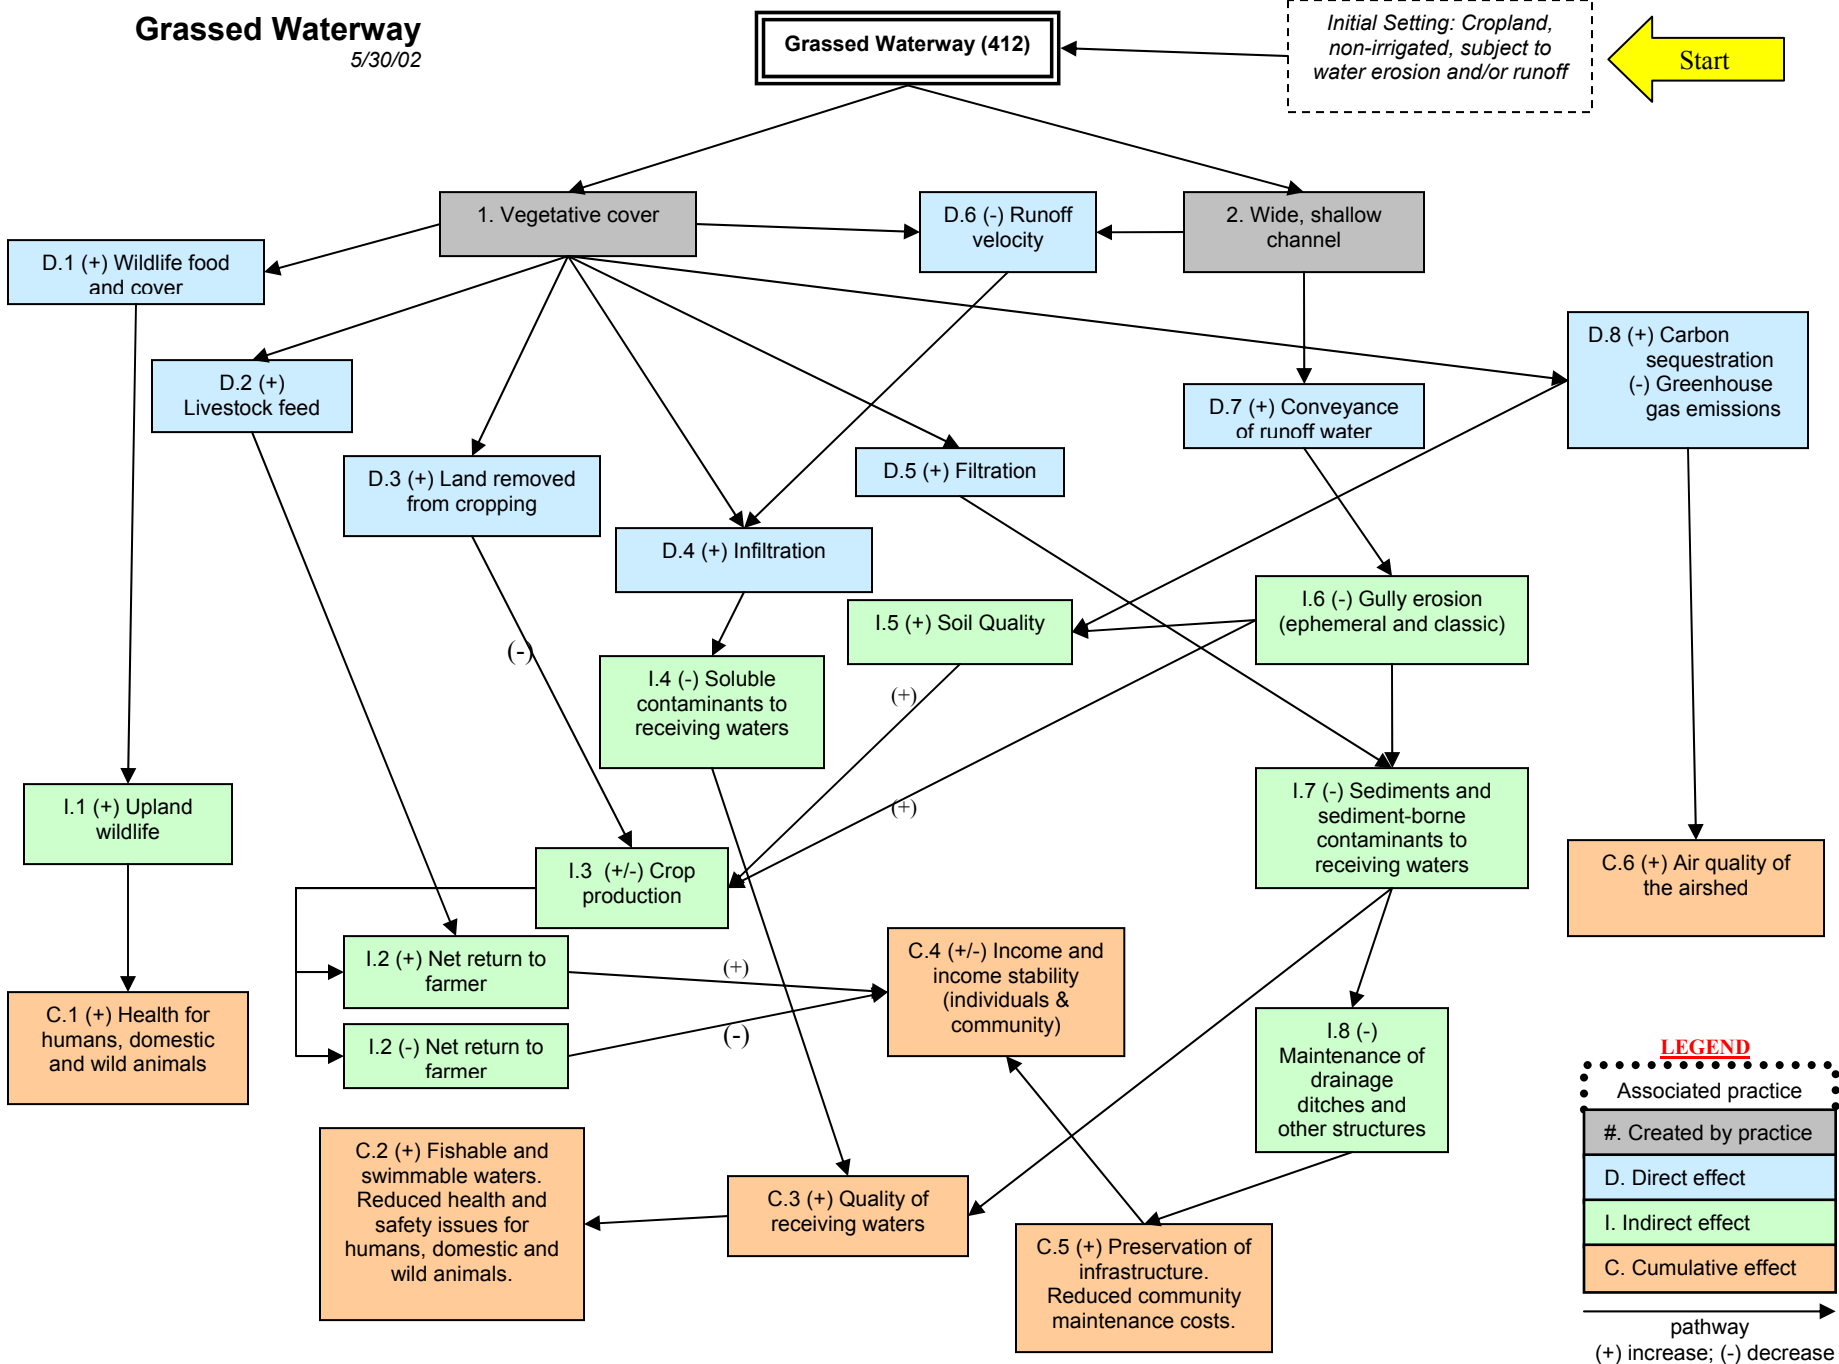 Grassed Waterway
5/30/02
Grassed Waterway (412)
Initial Setting: Cropland,
non-irrigated, subject to
water erosion and/or runoff
Start
1. Vegetative cover
D.6 (-) Runoff
velocity
2. Wide, shallow
channel
D.1 (+) Wildlife food
and cover
D.8 (+) Carbon
sequestration
(-) Greenhouse
gas emissions
D.2 (+)
Livestock feed
D.7 (+) Conveyance
of runoff water
D.3 (+) Land removed
from cropping
D.5 (+) Filtration
D.4 (+) Infiltration
I.5 (+) Soil Quality
I.6 (-) Gully erosion
(ephemeral and classic)
(-)
I.4 (-) Soluble
contaminants to
receiving waters
(+)
I.1 (+) Upland
wildlife
(+)
I.7 (-) Sediments and
sediment-borne
contaminants to
receiving waters
I.3  (+/-) Crop
production
C.6 (+) Air quality of
the airshed
I.2 (+) Net return to
farmer
(+)
C.4 (+/-) Income and
income stability
(individuals &
community)
C.1 (+) Health for
humans, domestic
and wild animals
I.2 (-) Net return to
farmer
(-)
I.8 (-)
Maintenance of
drainage
ditches and
other structures
C.2 (+) Fishable and
swimmable waters.
Reduced health and
safety issues for
humans, domestic and
wild animals.
C.3 (+) Quality of
receiving waters
C.5 (+) Preservation of
infrastructure.
Reduced community
maintenance costs.
LEGEND
Associated practice
#. Created by practice
D. Direct effect
I. Indirect effect
C. Cumulative effect
pathway
(+) increase; (-) decrease